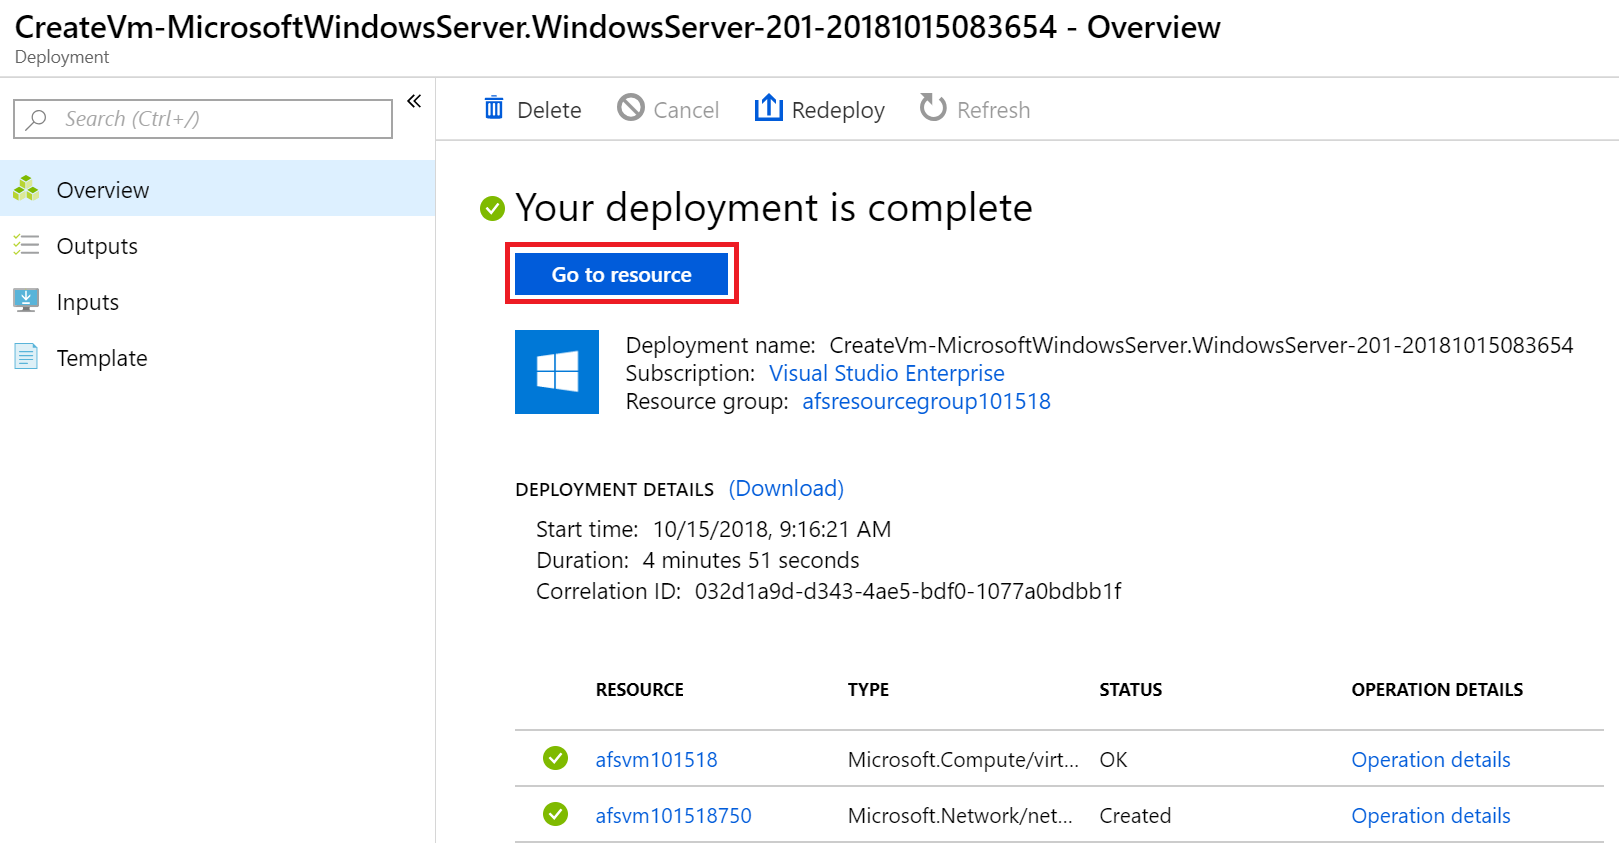 CreateVm-MicrosoftWindowsServer.WindowsServer-201-20181015083654 - Overview
Deployment
Search (Ctrl+/)
«
Overview
Outputs
Inputs
Template
Delete Cancel Redeploy Refresh
Your deployment is complete
Go to resource
Deployment name: CreateVm-MicrosoftWindowsServer.WindowsServer-201-20181015083654
Subscription: Visual Studio Enterprise
Resource group: afsresourcegroup101518
DEPLOYMENT DETAILS (Download)
Start time: 10/15/2018, 9:16:21 AM
Duration: 4 minutes 51 seconds
Correlation ID: 032d1a9d-d343-4ae5-bdf0-1077a0bdbb1f
RESOURCE TYPE STATUS OPERATION DETAILS
afsvm101518 Microsoft.Compute/virt... OK Operation details
afsvm101518750 Microsoft.Network/net... Created Operation details